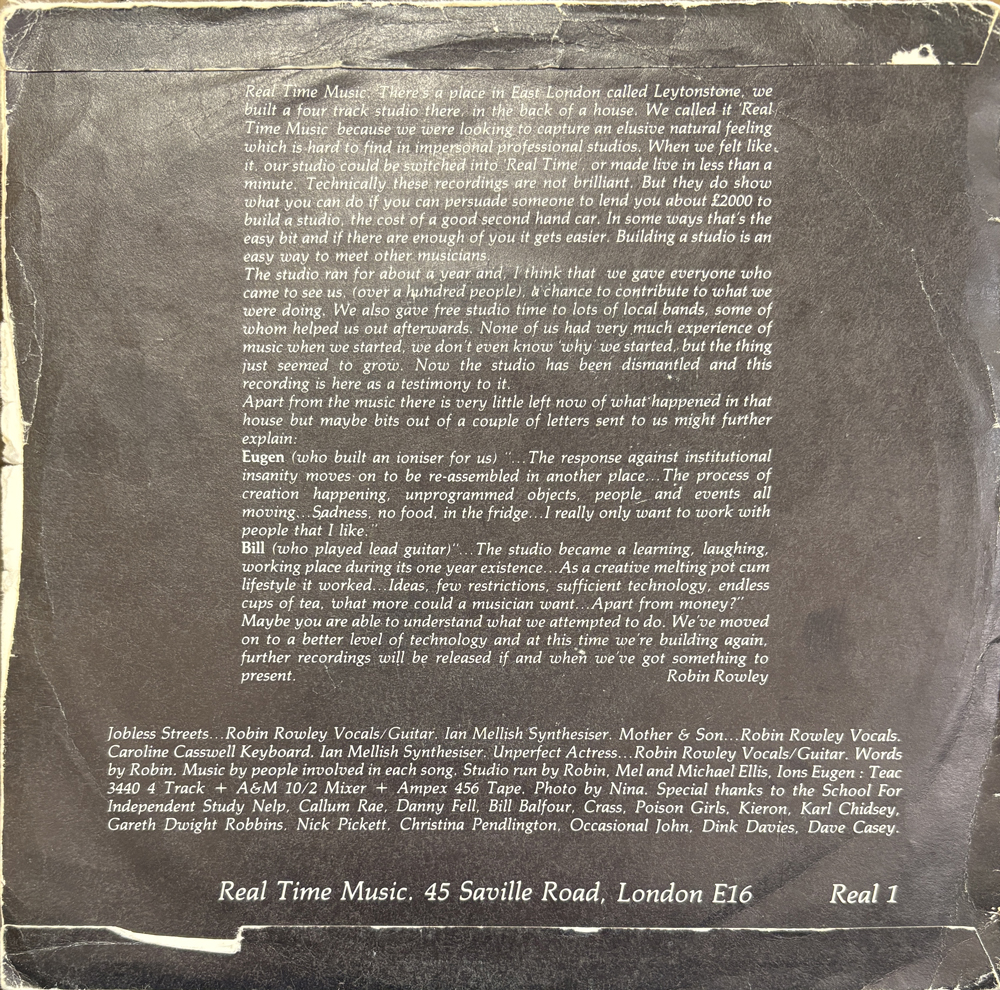 Real Time Music, 'There's a place in East London called Leytonstone, we
built a four track studio there, in the back of a house. We called it 'Real
Time Music' because we were looking to capture an elusive natural feeling
which is hard to find in impersonal professional studios. When we felt like
it, our studio could be switched into 'Real Time', or made live in less than a
minute. Technically these recordings are not brilliant. But they do show
what you can do if you can persuade someone to lend you about £2000 to
build a studio, the cost of a good second hand car. In some ways that's the
easy bit and if there are enough of you it gets easier. Building a studio is an
easy way to meet other musicians.
The studio ran for about a year and, I think that we gave everyone who
came to see us, (over a hundred people), a chance to contribute to what we
were doing. We also gave free studio time to lots of local bands, some of
whom helped us out afterwards. None of us had very much experience of
music when we started, we don't even know 'why' we started, but the thing
just seemed to grow. Now the studio has been dismantled and this
recording is here as a testimony to it.
Apart from the music there is very little left now of what happened in that
house but maybe bits out of a couple of letters sent to us might further
explain:
Eugen (who built an ioniser for us) "...The response against institutional
insanity moves on to be re-assembled in another place...The process of
creation happening, unprogrammed objects, people and events all
moving...Sadness, no food, in the fridge...I really only want to work with
people that I like."
Bill (who played lead guitar)"...The studio became a learning, laughing,
working place during its one year existence...As a creative melting pot cum
lifestyle it worked...Ideas, few restrictions, sufficient technology, endless
cups of tea, what more could a musician want...Apart from money?"
Maybe you are able to understand what we attempted to do. We've moved
on to a better level of technology and at this time we're building again,
further recordings will be released if and when we've got something to
present. Robin Rowley
Jobless Streets...Robin Rowley Vocals/Guitar. Ian Mellish Synthesiser. Mother & Son...Robin Rowley Vocals.
Caroline Casswell Keyboard. Ian Mellish Synthesiser. Unperfect Actress...Robin Rowley Vocals/Guitar. Words
by Robin. Music by people involved in each song. Studio run by Robin, Mel and Michael Ellis, Ions Eugen : Teac
3440 4 Track + A&M 10/2 Mixer + Ampex 456 Tape. Photo by Nina. Special thanks to the School For
Independent Study Nelp, Callum Rae, Danny Fell, Bill Balfour, Crass, Poison Girls, Kieron, Karl Chidsey,
Gareth Dwight Robbins, Nick Pickett, Christina Pendlington, Occasional John, Dink Davies, Dave Casey.
Real Time Music. 45 Saville Road, London E16 Real 1